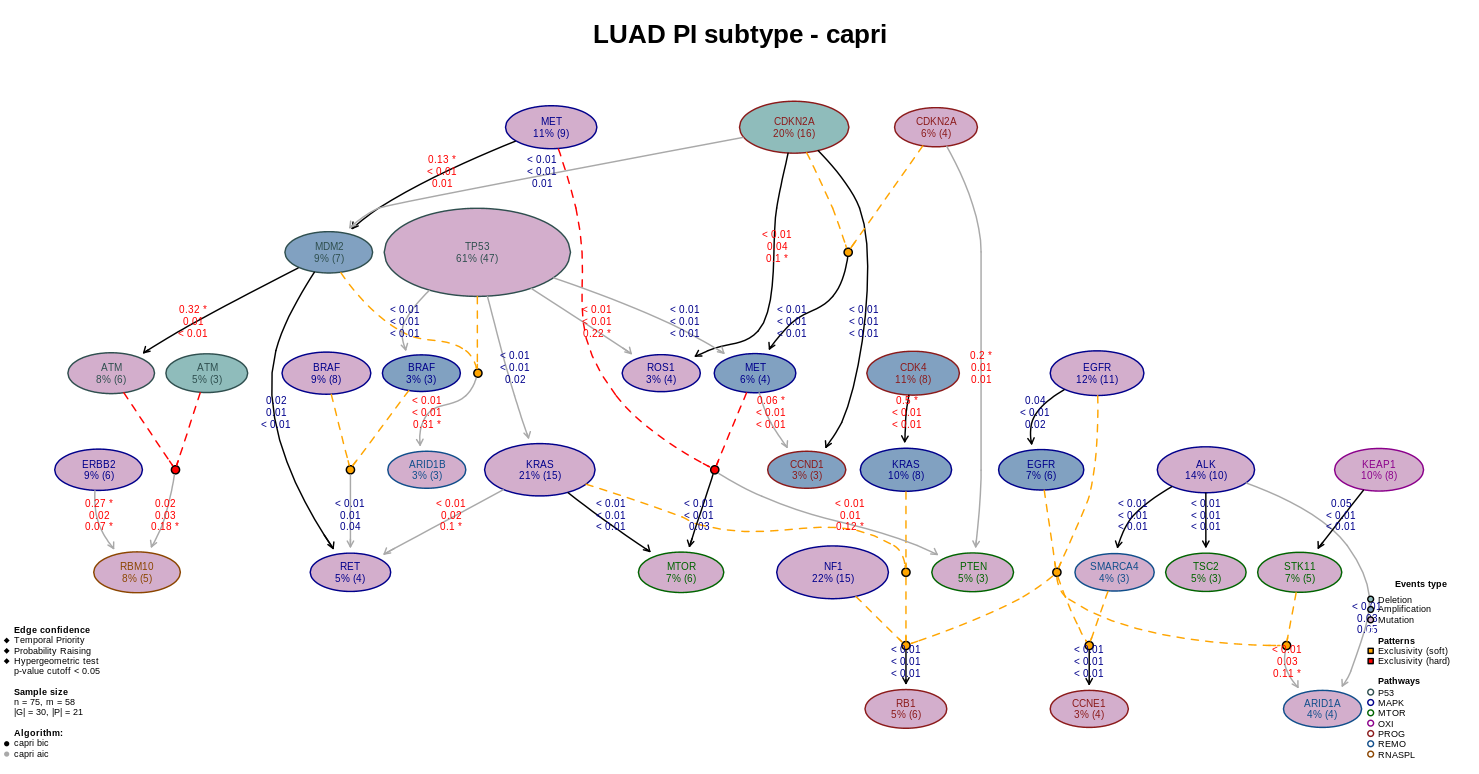 LUAD PI subtype - capri
MET
11% (9)
CDKN2A
20% (16)
CDKN2A
6% (4)
0.13 *
< 0.01
0.01
< 0.01
< 0.01
0.01
MDM2
9% (7)
TP53
61% (47)
< 0.01
0.04
0.1 *
0.32 *
0.01
< 0.01
< 0.01
< 0.01
< 0.01
< 0.01
< 0.01
0.22 *
< 0.01
< 0.01
< 0.01
< 0.01
< 0.01
< 0.01
< 0.01
< 0.01
< 0.01
ATM
8% (6)
ATM
5% (3)
BRAF
9% (8)
BRAF
3% (3)
< 0.01
< 0.01
0.02
ROS1
3% (4)
MET
6% (4)
CDK4
11% (8)
0.2 *
0.01
0.01
EGFR
12% (11)
0.02
0.01
< 0.01
< 0.01
< 0.01
0.31 *
0.06 *
< 0.01
< 0.01
0.5 *
< 0.01
< 0.01
0.04
< 0.01
0.02
ERBB2
9% (6)
ARID1B
3% (3)
KRAS
21% (15)
CCND1
3% (3)
KRAS
10% (8)
EGFR
7% (6)
ALK
14% (10)
KEAP1
10% (8)
0.27 *
0.02
0.07 *
0.02
0.03
0.18 *
< 0.01
0.01
0.04
< 0.01
0.02
0.1 *
< 0.01
< 0.01
< 0.01
< 0.01
< 0.01
0.03
< 0.01
0.01
0.12 *
< 0.01
< 0.01
< 0.01
< 0.01
< 0.01
< 0.01
0.05
< 0.01
< 0.01
RBM10
8% (5)
RET
5% (4)
MTOR
7% (6)
NF1
22% (15)
PTEN
5% (3)
SMARCA4
4% (3)
TSC2
5% (3)
STK11
7% (5)
< 0.01
0.03
0.05
< 0.01
< 0.01
< 0.01
< 0.01
< 0.01
< 0.01
< 0.01
0.03
0.11 *
RB1
5% (6)
CCNE1
3% (4)
ARID1A
4% (4)
Edge confidence
Temporal Priority
Probability Raising
Hypergeometric test
p-value cutoff < 0.05
Sample size
n = 75, m = 58
|G| = 30, |P| = 21
Algorithm:
capri bic
capri aic
Events type
Deletion
Amplification
Mutation
Patterns
Exclusivity (soft)
Exclusivity (hard)
Pathways
P53
MAPK
MTOR
OXI
PROG
REMO
RNASPL